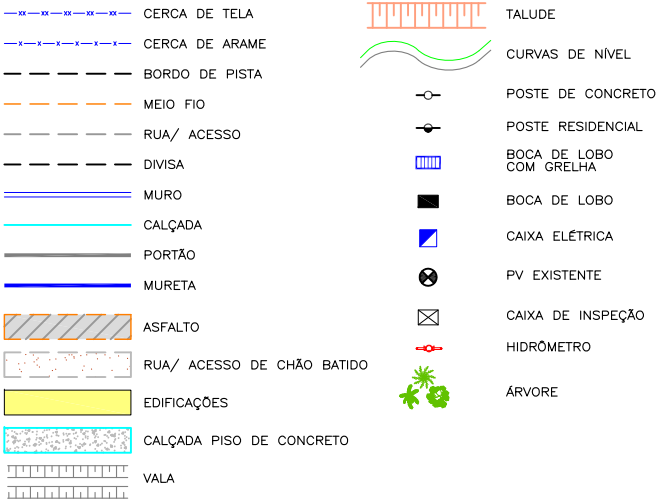 CERCA DE TELA
CERCA DE ARAME
BORDO DE PISTA
MEIO FIO
RUA/ ACESSO
DIVISA
MURO
CALÇADA
PORTÃO
MURETA
ASFALTO
RUA/ ACESSO DE CHÃO BATIDO
EDIFICAÇÕES
CALÇADA PISO DE CONCRETO
VALA
TALUDE
CURVAS DE NÍVEL
POSTE DE CONCRETO
POSTE RESIDENCIAL
BOCA DE LOBO
COM GRELHA
BOCA DE LOBO
CAIXA ELÉTRICA
PV EXISTENTE
CAIXA DE INSPEÇÃO
HIDRÔMETRO
ÁRVORE